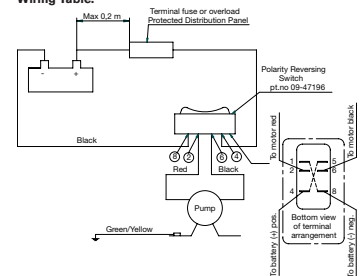 Wiring Table:
Max 0,2 m
Terminal fuse or overload
Protected Distribution Panel
- +
Polarity Reversing
Switch
pt.no 09-47196
Black
8 2 6 4
Red Black
Pump
Green/Yellow
To motor red
To motor black
1 5
2 6
4 8
Bottom view
of terminal
arrangement
To battery (+) pos.
To battery (-) neg.